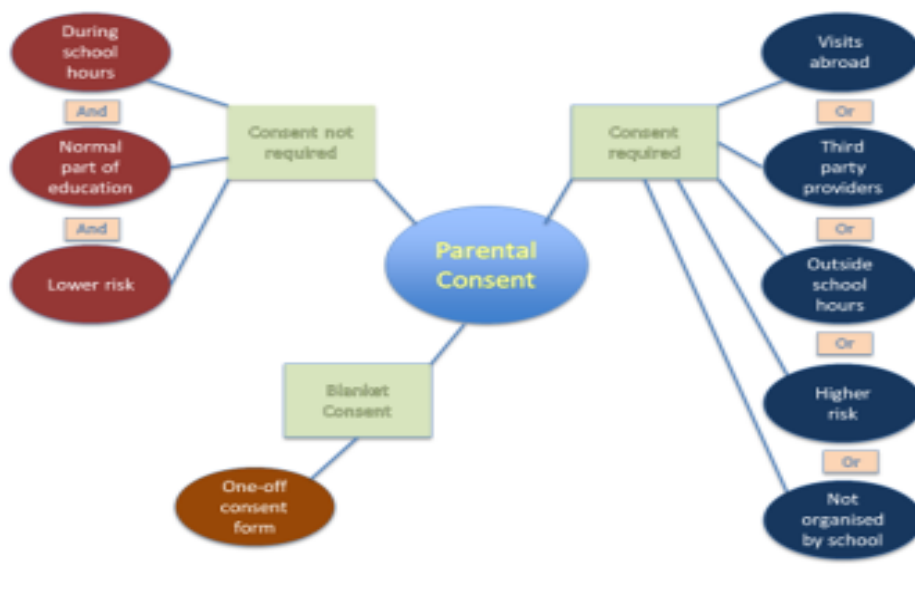 During
school
hours
And
Normal
part of
education
And
Lower risk
Consent not
required
Parental
Consent
Blanket
Consent
One-off
consent
form
Consent
required
Visits
abroad
Or
Third
party
providers
Or
Outside
school
hours
Or
Higher
risk
Or
Not
organised
by school